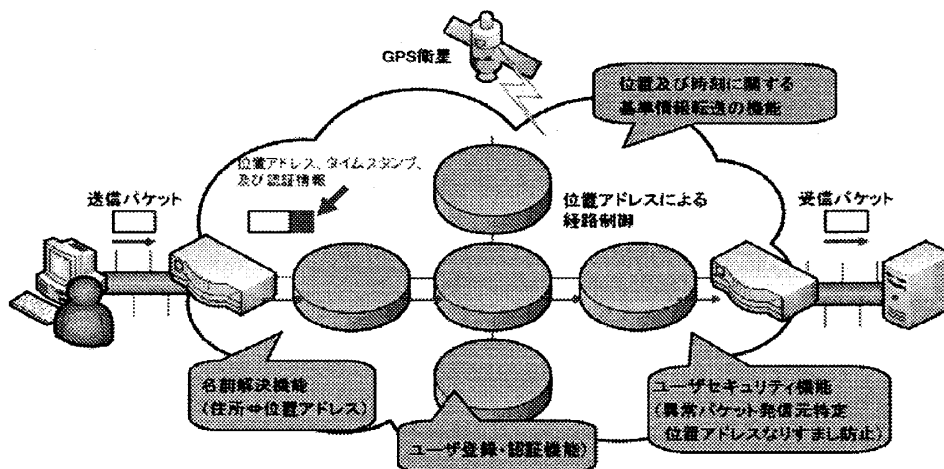 GPS衛星
位置及び時刻に関する
基準情報転送の機能
位置アドレス、タイムスタンプ、
及び認証情報
送信パケット
位置アドレスによる
経路制御
受信パケット
名前解決機能
(住所⇔位置アドレス)
ユーザセキュリティ機能
(異常パケット発信元特定
位置アドレスなりすまし防止)
ユーザ登録・認証機能)